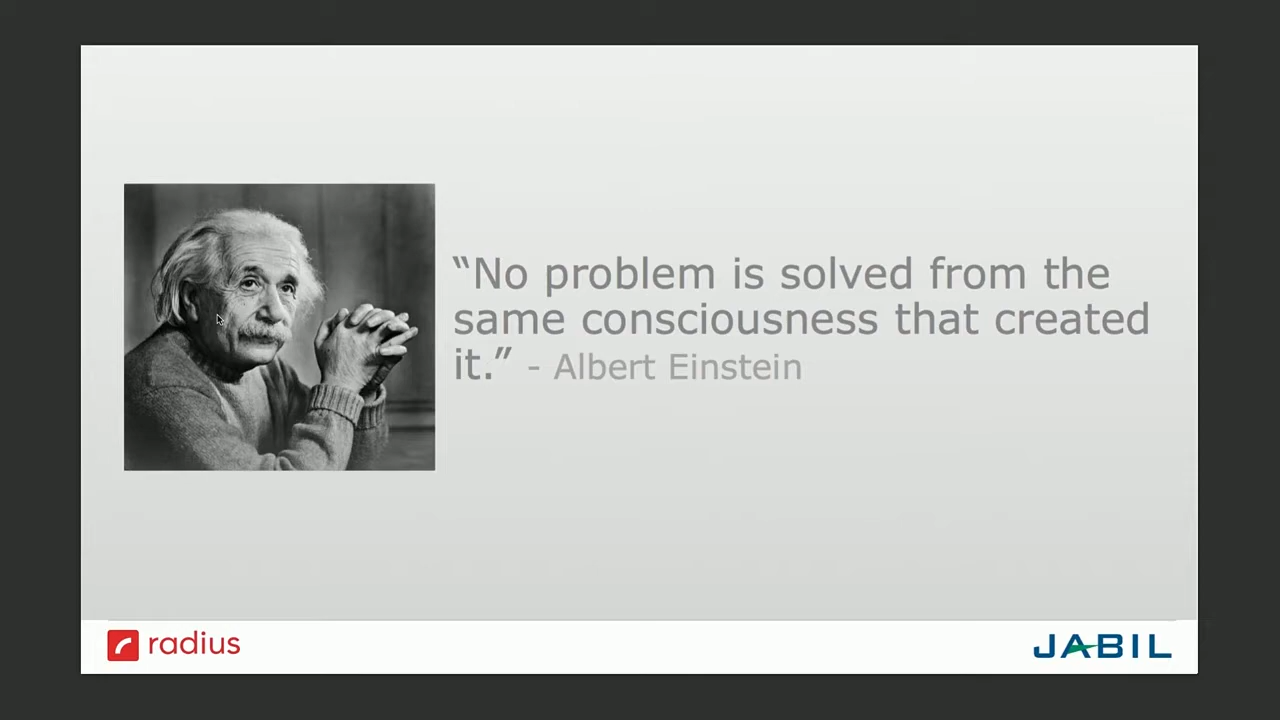 “No problem is solved from the
same consciousness that created
it.” - Albert Einstein
radius
JABIL